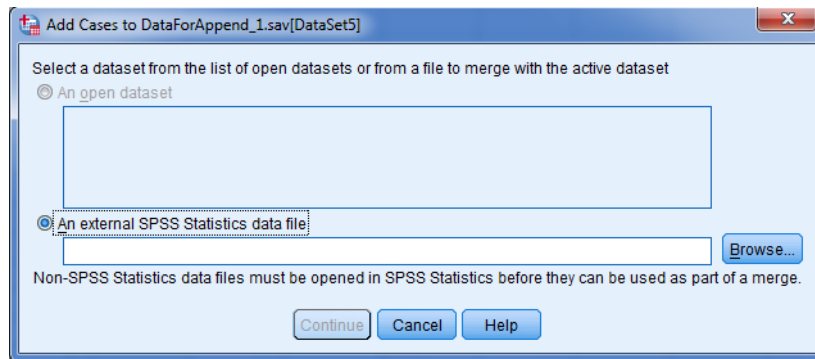 Add Cases to DataForAppend_1.sav[DataSet5]
Select a dataset from the list of open datasets or from a file to merge with the active dataset
An open dataset
An external SPSS Statistics data file
Browse...
Non-SPSS Statistics data files must be opened in SPSS Statistics before they can be used as part of a merge.
Continue Cancel Help